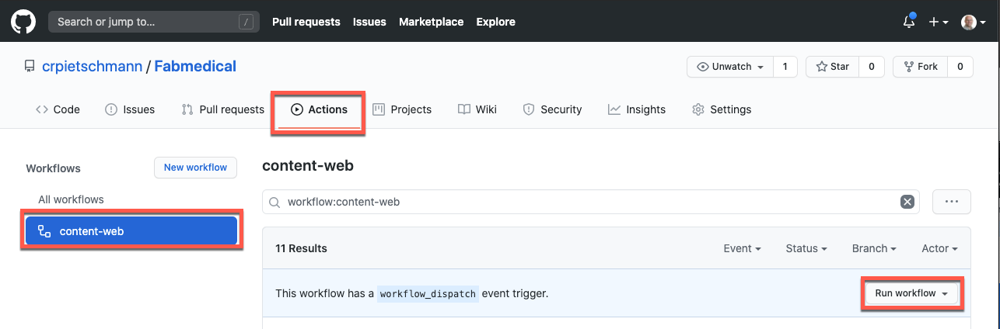 Search or jump to... /
Pull requests Issues Marketplace Explore
crpietschmann / Fabmedical
Unwatch 1 Star 0 Fork 0
Code Issues Pull requests Actions Projects Wiki Security Insights Settings
Workflows New workflow
All workflows
content-web
content-web
workflow:content-web
11 Results Event Status Branch Actor
This workflow has a workflow_dispatch event trigger. Run workflow